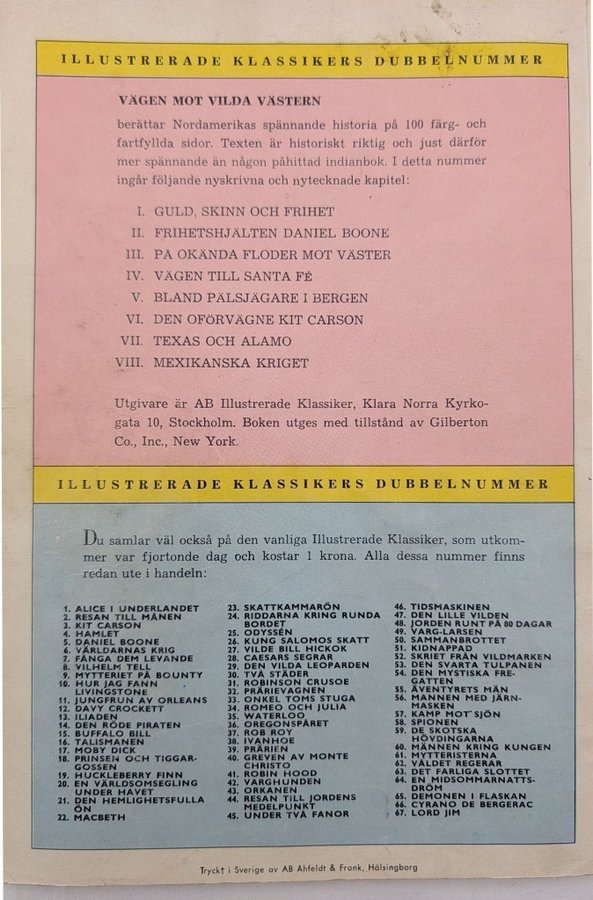 ILLUSTRERADE KLASSIKERS DUBBELNUMMER
VÄGEN MOT VILDA VÄSTERN
berättar Nordamerikas spännande historia på 100 färg- och
fartfyllda sidor. Texten är historiskt riktig och just därför
mer spännande än någon påhittad indianbok. I detta nummer
ingår följande nyskrivna och nytecknade kapitel:
I. GULD, SKINN OCH FRIHET
II. FRIHETSHJÄLTEN DANIEL BOONE
III. PÅ OKÄNDA FLODER MOT VÄSTER
IV. VÄGEN TILL SANTA FÉ
V. BLAND PÄLSJÄGARE I BERGEN
VI. DEN OFÖRVÄGNE KIT CARSON
VII. TEXAS OCH ALAMO
VIII. MEXIKANSKA KRIGET
Utgivare är AB Illustrerade Klassiker, Klara Norra Kyrko-
gata 10, Stockholm. Boken utges med tillstånd av Gilberton
Co., Inc., New York.
ILLUSTRERADE KLASSIKERS DUBBELNUMMER
Du samlar väl också på den vanliga Illustrerade Klassiker, som utkom-
mer var fjortonde dag och kostar 1 krona. Alla dessa nummer finns
redan ute i handeln:
1. ALICE I UNDERLANDET
2. RESAN TILL MÅNEN
3. KIT CARSON
4. HAMLET
5. DANIEL BOONE
6. VÄRLDARNAS KRIG
7. FÅNGA DEM LEVANDE
8. VILHELM TELL
9. MYTTERIET PÅ BOUNTY
10. HUR JAG FANN
LIVINGSTONE
11. JUNGFRUN AV ORLEANS
12. DAVY CROCKETT
13. ILIADEN
14. DEN RÖDE PIRATEN
15. BUFFALO BILL
16. TALISMANEN
17. MOBY DICK
18. PRINSEN OCH TIGGAR-
GOSSEN
19. HUCKLEBERRY FINN
20. EN VÄRLDSOMSEGLING
UNDER HAVET
21. DEN HEMLIGHETSFULLA
ÖN
22. MACBETH
23. SKATTKAMMARÖN
24. RIDDARNA KRING RUNDA
BORDET
25. ODYSSÉN
26. KUNG SALOMOS SKATT
27. VILDE BILL HICKOK
28. CAESARS SEGRAR
29. DEN VILDA LEOPARDEN
30. TVÅ STÄDER
31. ROBINSON CRUSOE
32. PRÄRIEVAGNEN
33. ONKEL TOMS STUGA
34. ROMEO OCH JULIA
35. WATERLOO
36. OREGONSPÅRET
37. ROB ROY
38. IVANHOE
39. PRÄRIEN
40. GREVEN AV MONTE
CHRISTO
41. ROBIN HOOD
42. VARGHUNDEN
43. ORKANEN
44. RESAN TILL JORDENS
MEDELPUNKT
45. UNDER TVÅ FANOR
46. TIDSMASKINEN
47. DEN LILLE VILDEN
48. JORDEN RUNT PÅ 80 DAGAR
49. VARG-LARSEN
50. SAMMANBROTTET
51. KIDNAPPAD
52. SKRIET FRÅN VILDMARKEN
53. DEN SVARTA TULPANEN
54. DEN MYSTISKA FRE-
GATTEN
55. ÄVENTYRETS MÄN
56. MANNEN MED JÄRN-
MASKEN
57. KAMP MOT SJÖN
58. SPIONEN
59. DE SKOTSKA
HÖVDINGARNA
60. MÄNNEN KRING KUNGEN
61. MYTTERISTERNA
62. VÅLDET REGERAR
63. DET FARLIGA SLOTTET
64. EN MIDSOMMARNATTS-
DRÖM
65. DEMONEN I FLASKAN
66. CYRANO DE BERGERAC
67. LORD JIM
Tryckt i Sverige av AB Ahfeldt & Frank, Hälsingborg